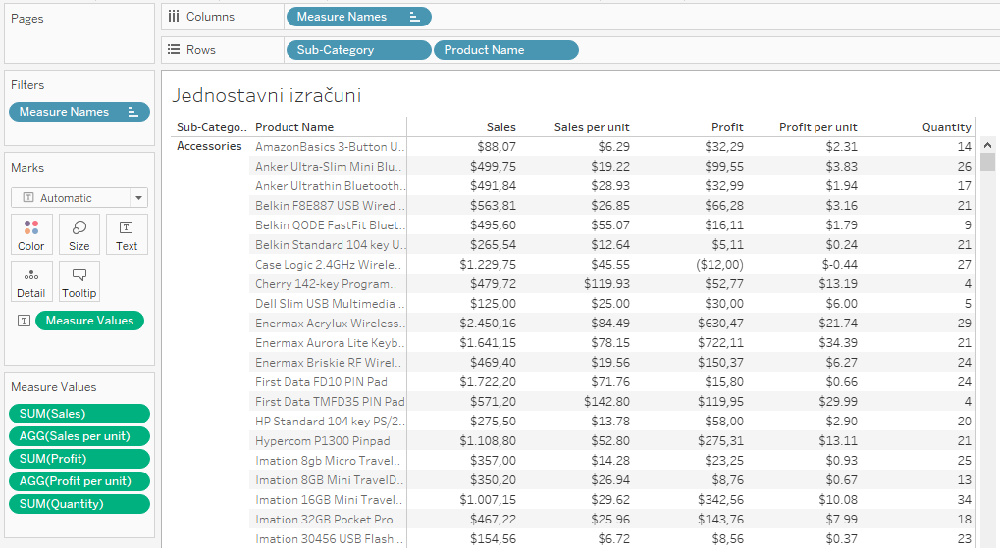 Pages
Columns Measure Names
Rows Sub-Category Product Name
Filters
Measure Names
Marks
Automatic
Color Size Text
Detail Tooltip
Measure Values
Measure Values
SUM(Sales)
AGG(Sales per unit)
SUM(Profit)
AGG(Profit per unit)
SUM(Quantity)
Jednostavni izračuni
Sub-Catego.. Product Name Sales Sales per unit Profit Profit per unit Quantity
Accessories AmazonBasics 3-Button U.. $88,07 $6.29 $32,29 $2.31 14
Anker Ultra-Slim Mini Blu.. $499,75 $19.22 $99,55 $3.83 26
Anker Ultrathin Bluetooth.. $491,84 $28.93 $32,99 $1.94 17
Belkin F8E887 USB Wired .. $563,81 $26.85 $66,28 $3.16 21
Belkin QODE FastFit Bluet.. $495,60 $55.07 $16,11 $1.79 9
Belkin Standard 104 key U.. $265,54 $12.64 $5,11 $0.24 21
Case Logic 2.4GHz Wirele.. $1.229,75 $45.55 ($12,00) $-0.44 27
Cherry 142-key Program.. $479,72 $119.93 $52,77 $13.19 4
Dell Slim USB Multimedia .. $125,00 $25.00 $30,00 $6.00 5
Enermax Acrylux Wireless.. $2.450,16 $84.49 $630,47 $21.74 29
Enermax Aurora Lite Keyb.. $1.641,15 $78.15 $722,11 $34.39 21
Enermax Briskie RF Wirel.. $469,40 $19.56 $150,37 $6.27 24
First Data FD10 PIN Pad $1.722,20 $71.76 $15,80 $0.66 24
First Data TMFD35 PIN Pad $571,20 $142.80 $119,95 $29.99 4
HP Standard 104 key PS/2.. $275,50 $13.78 $58,00 $2.90 20
Hypercom P1300 Pinpad $1.108,80 $52.80 $275,31 $13.11 21
Imation 8gb Micro Travel.. $357,00 $14.28 $23,25 $0.93 25
Imation 8GB Mini TravelD.. $350,20 $26.94 $8,76 $0.67 13
Imation 16GB Mini Travel.. $1.007,15 $29.62 $342,56 $10.08 34
Imation 32GB Pocket Pro .. $467,22 $25.96 $143,76 $7.99 18
Imation 30456 USB Flash .. $154,56 $6.72 $8,56 $0.37 23